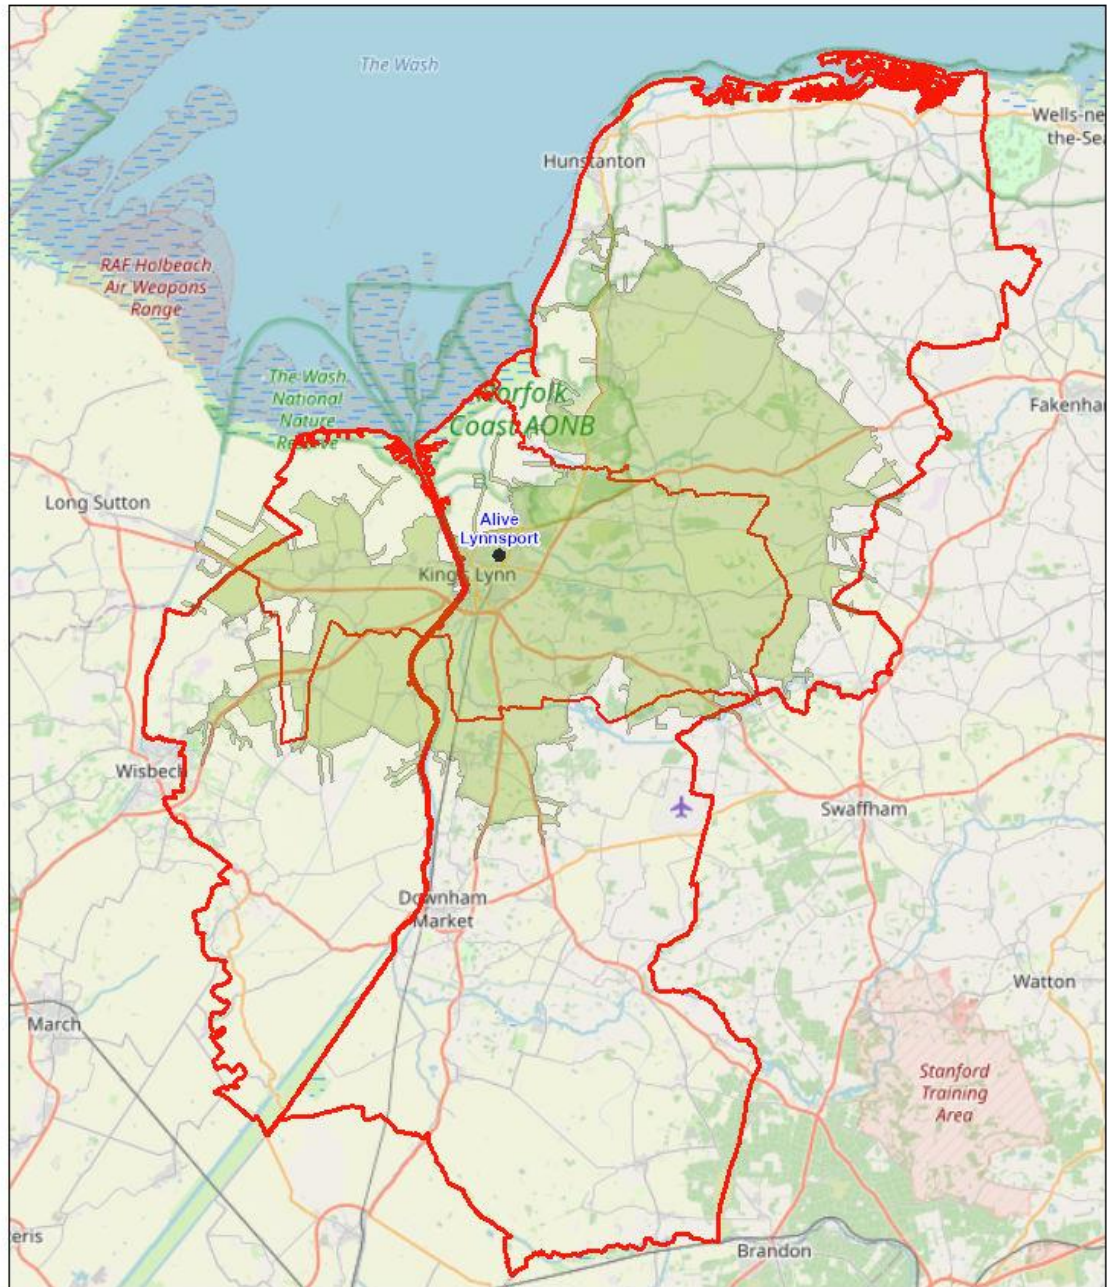 The Wash
Wells-ne
the-Sea
Hunstanton
RAF Holbeach
Air Weapons
Range
The Wash
National
Nature
Reserve
Norfolk
Coast AONB
Fakenham
Long Sutton
Alive
Lynnsport
King's Lynn
Wisbech
Swaffham
Downham
Market
Watton
March
Stanford
Training
Area
eris
Brandon